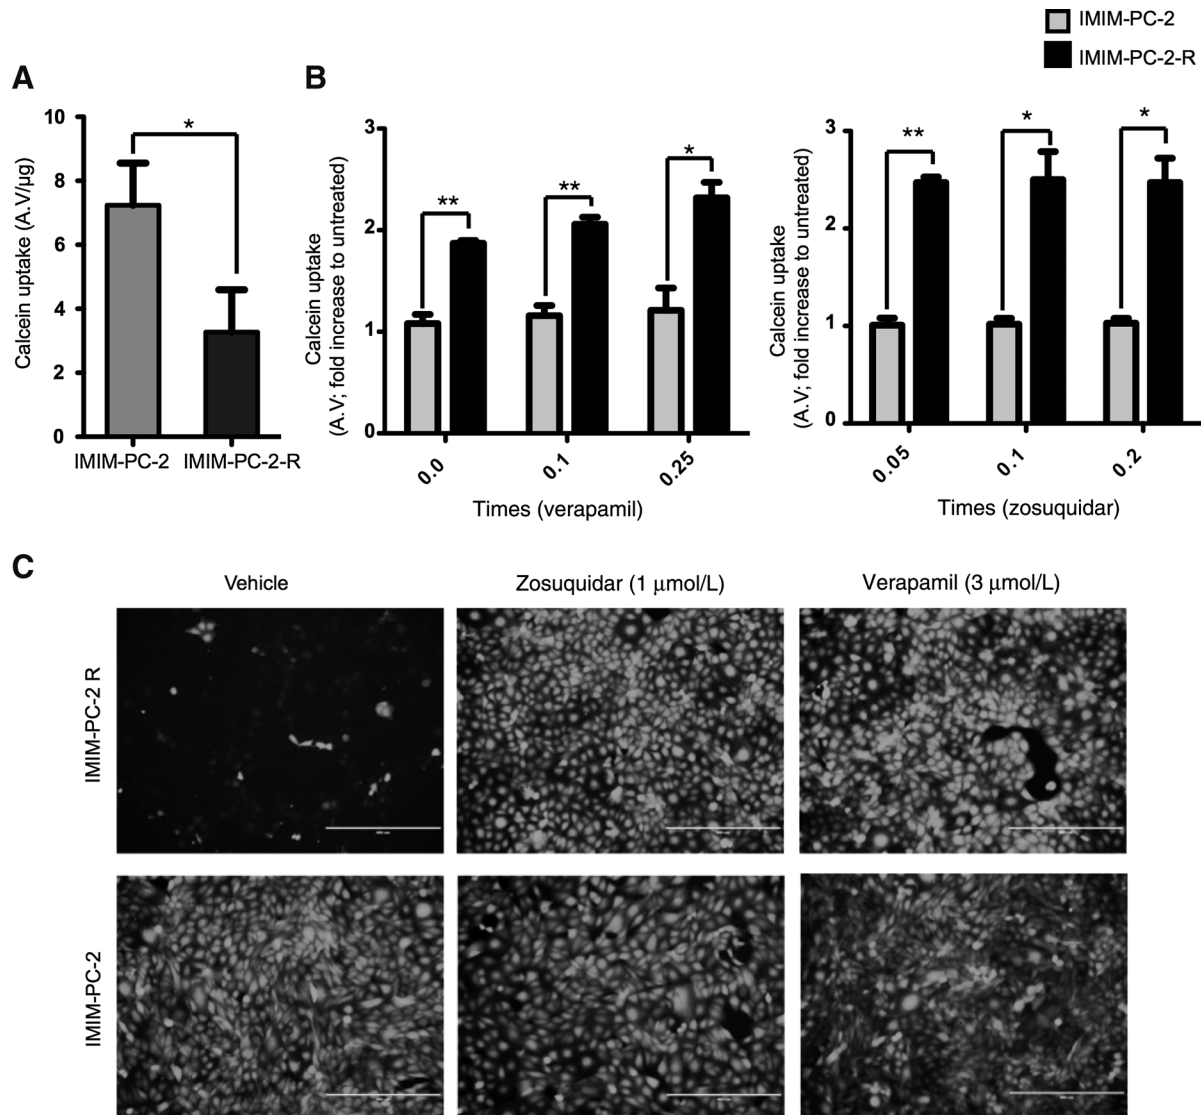 IMIM-PC-2
IMIM-PC-2-R
A
B
Calcein uptake (A.V/µg)
10
8
6
4
2
0
*
IMIM-PC-2
IMIM-PC-2-R
Calcein uptake
(A.V; fold increase to untreated)
3
2
1
0
**
**
*
0.0
0.1
0.25
Times (verapamil)
Calcein uptake
(A.V; fold increase to untreated)
3
2
1
0
**
*
*
0.05
0.1
0.2
Times (zosuquidar)
C
Vehicle
Zosuquidar (1 µmol/L)
Verapamil (3 µmol/L)
IMIM-PC-2 R
IMIM-PC-2